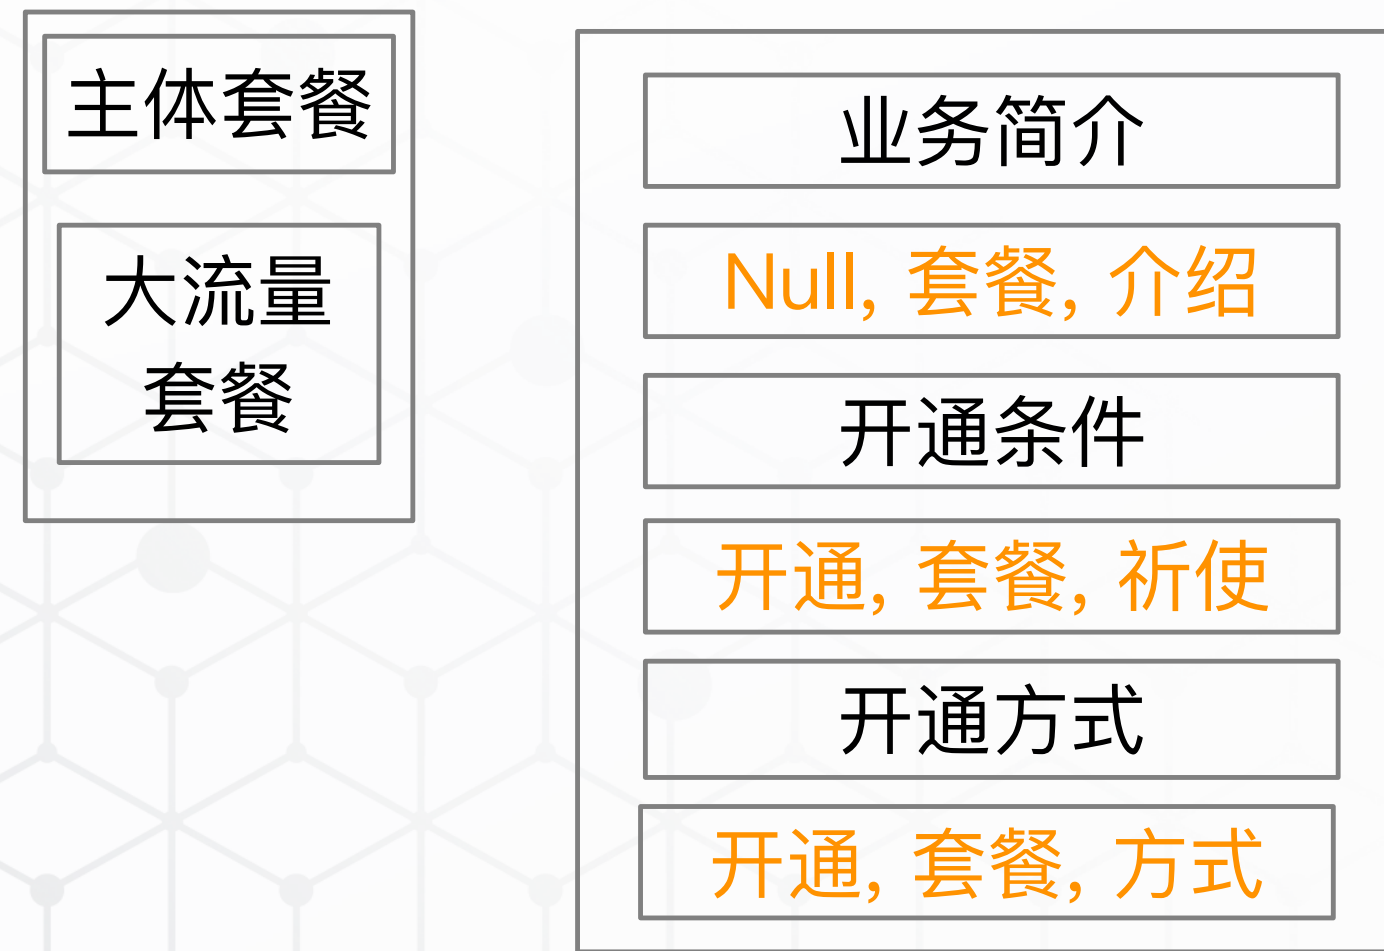 主体套餐
大流量
套餐
业务简介
Null, 套餐, 介绍
开通条件
开通, 套餐, 祈使
开通方式
开通, 套餐, 方式